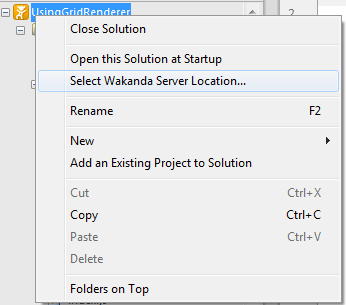 UsingGridRenderer
2
Close Solution
Open this Solution at Startup
Select Wakanda Server Location...
Rename F2
New
Add an Existing Project to Solution
Cut Ctrl+X
Copy Ctrl+C
Paste Ctrl+V
Delete
Folders on Top